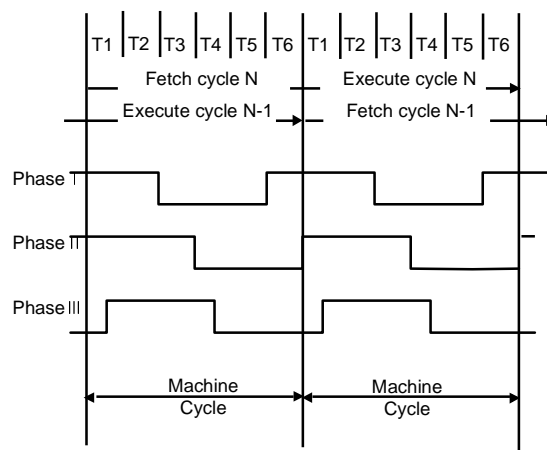 T1 T2 T3 T4 T5 T6 T1 T2 T3 T4 T5 T6
Fetch cycle N Execute cycle N
Execute cycle N-1 Fetch cycle N-1
Phase I
Phase II
Phase III
Machine Machine
Cycle Cycle